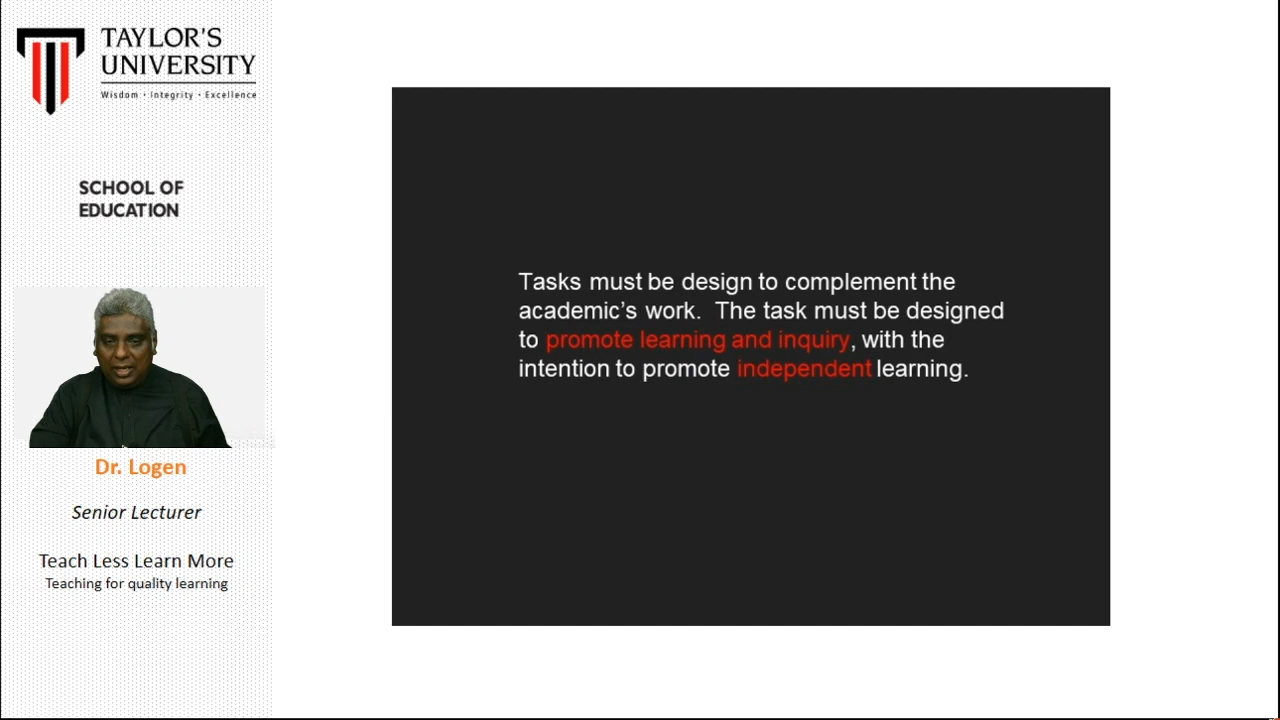 TAYLOR'S
UNIVERSITY
Wisdom · Integrity · Excellence
SCHOOL OF
EDUCATION
Dr. Logen
Senior Lecturer
Teach Less Learn More
Teaching for quality learning
Tasks must be design to complement the
academic’s work.  The task must be designed
to promote learning and inquiry, with the
intention to promote independent learning.